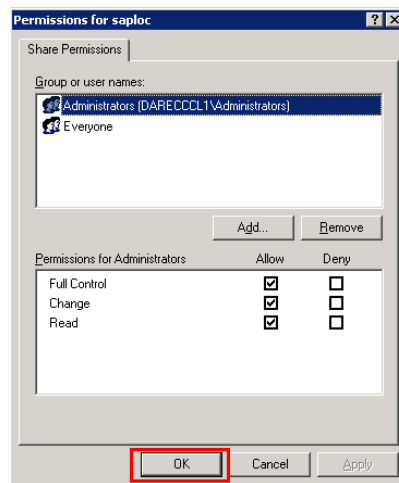 Permissions for saploc
Share Permissions
Group or user names:
Administrators (DARECCCL1\Administrators)
Everyone
Add... Remove
Permissions for Administrators Allow Deny
Full Control
Change
Read
OK Cancel Apply